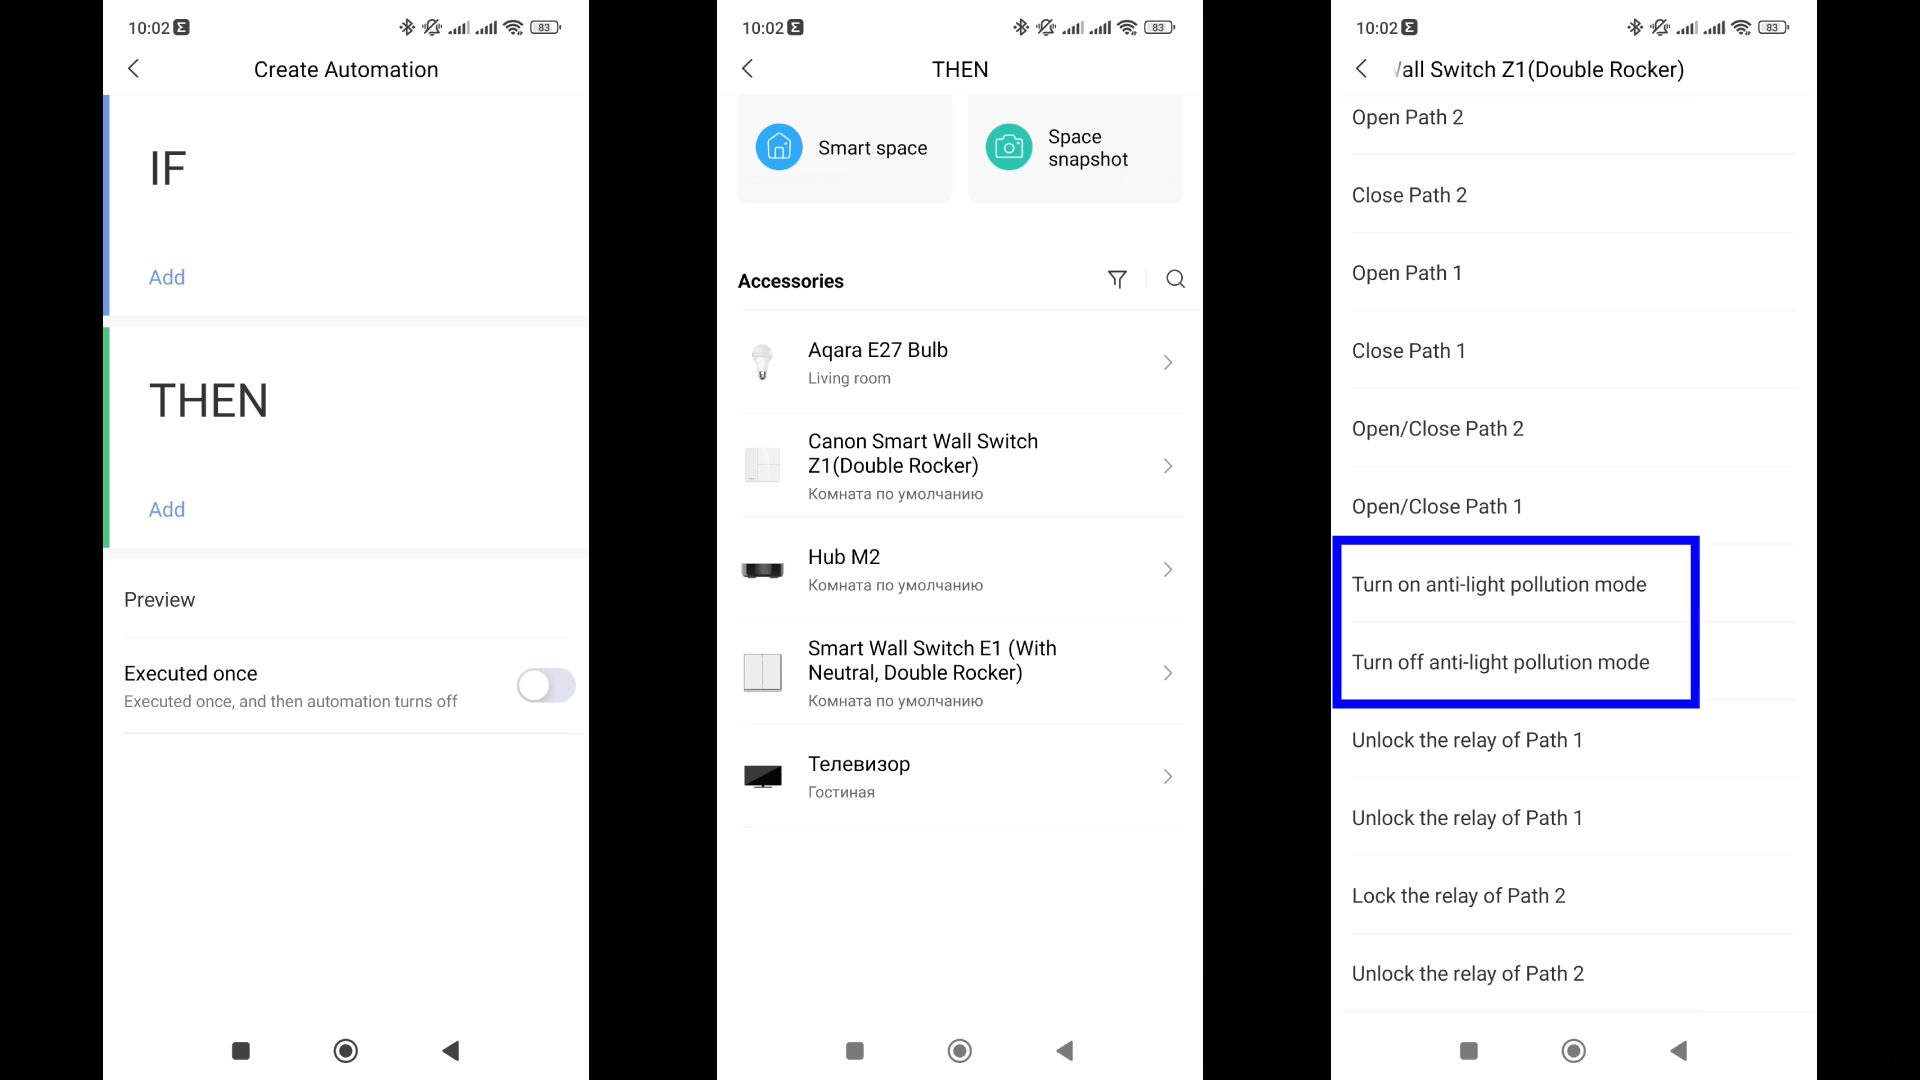 10:02
83
Create Automation
IF
Add
THEN
Add
Preview
Executed once
Executed once, and then automation turns off
10:02
83
THEN
Smart space
Space
snapshot
Accessories
Aqara E27 Bulb
Living room
Canon Smart Wall Switch
Z1(Double Rocker)
Комната по умолчанию
Hub M2
Комната по умолчанию
Smart Wall Switch E1 (With
Neutral, Double Rocker)
Комната по умолчанию
Телевизор
Гостиная
10:02
83
Wall Switch Z1(Double Rocker)
Open Path 2
Close Path 2
Open Path 1
Close Path 1
Open/Close Path 2
Open/Close Path 1
Turn on anti-light pollution mode
Turn off anti-light pollution mode
Unlock the relay of Path 1
Unlock the relay of Path 1
Lock the relay of Path 2
Unlock the relay of Path 2